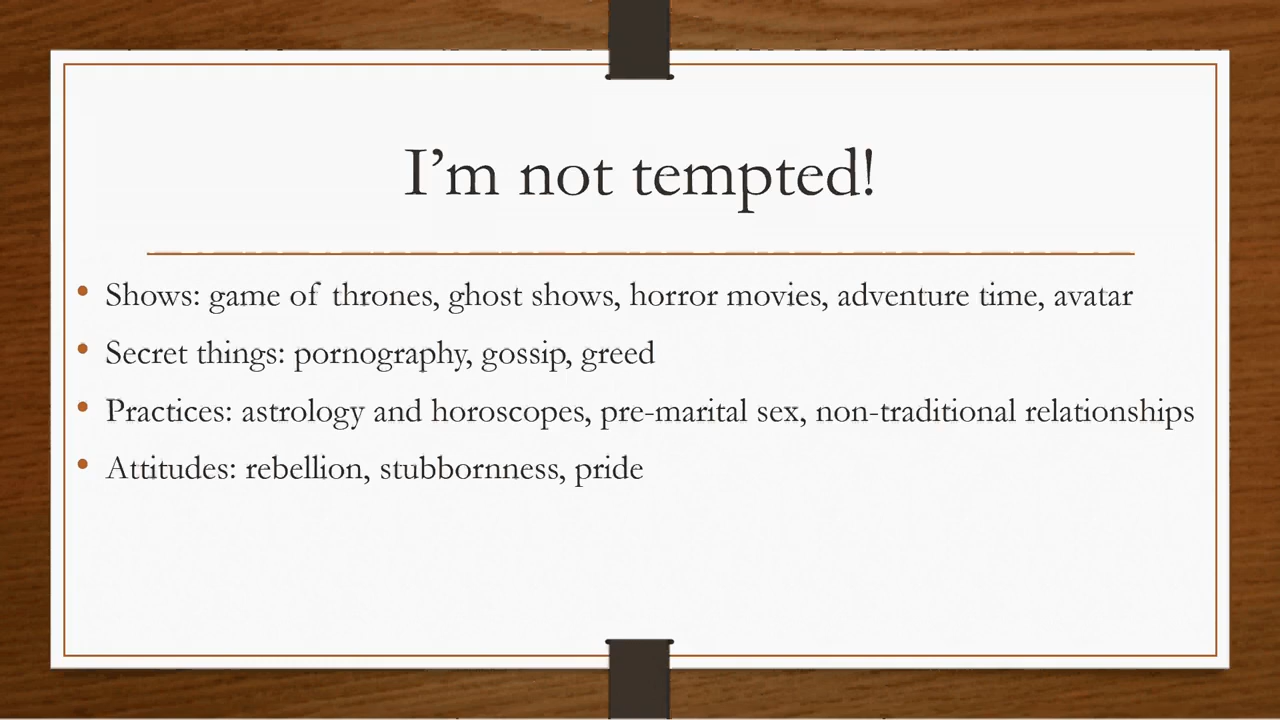 I'm not tempted!
• Shows: game of thrones, ghost shows, horror movies, adventure time, avatar
• Secret things: pornography, gossip, greed
• Practices: astrology and horoscopes, pre-marital sex, non-traditional relationships
• Attitudes: rebellion, stubbornness, pride